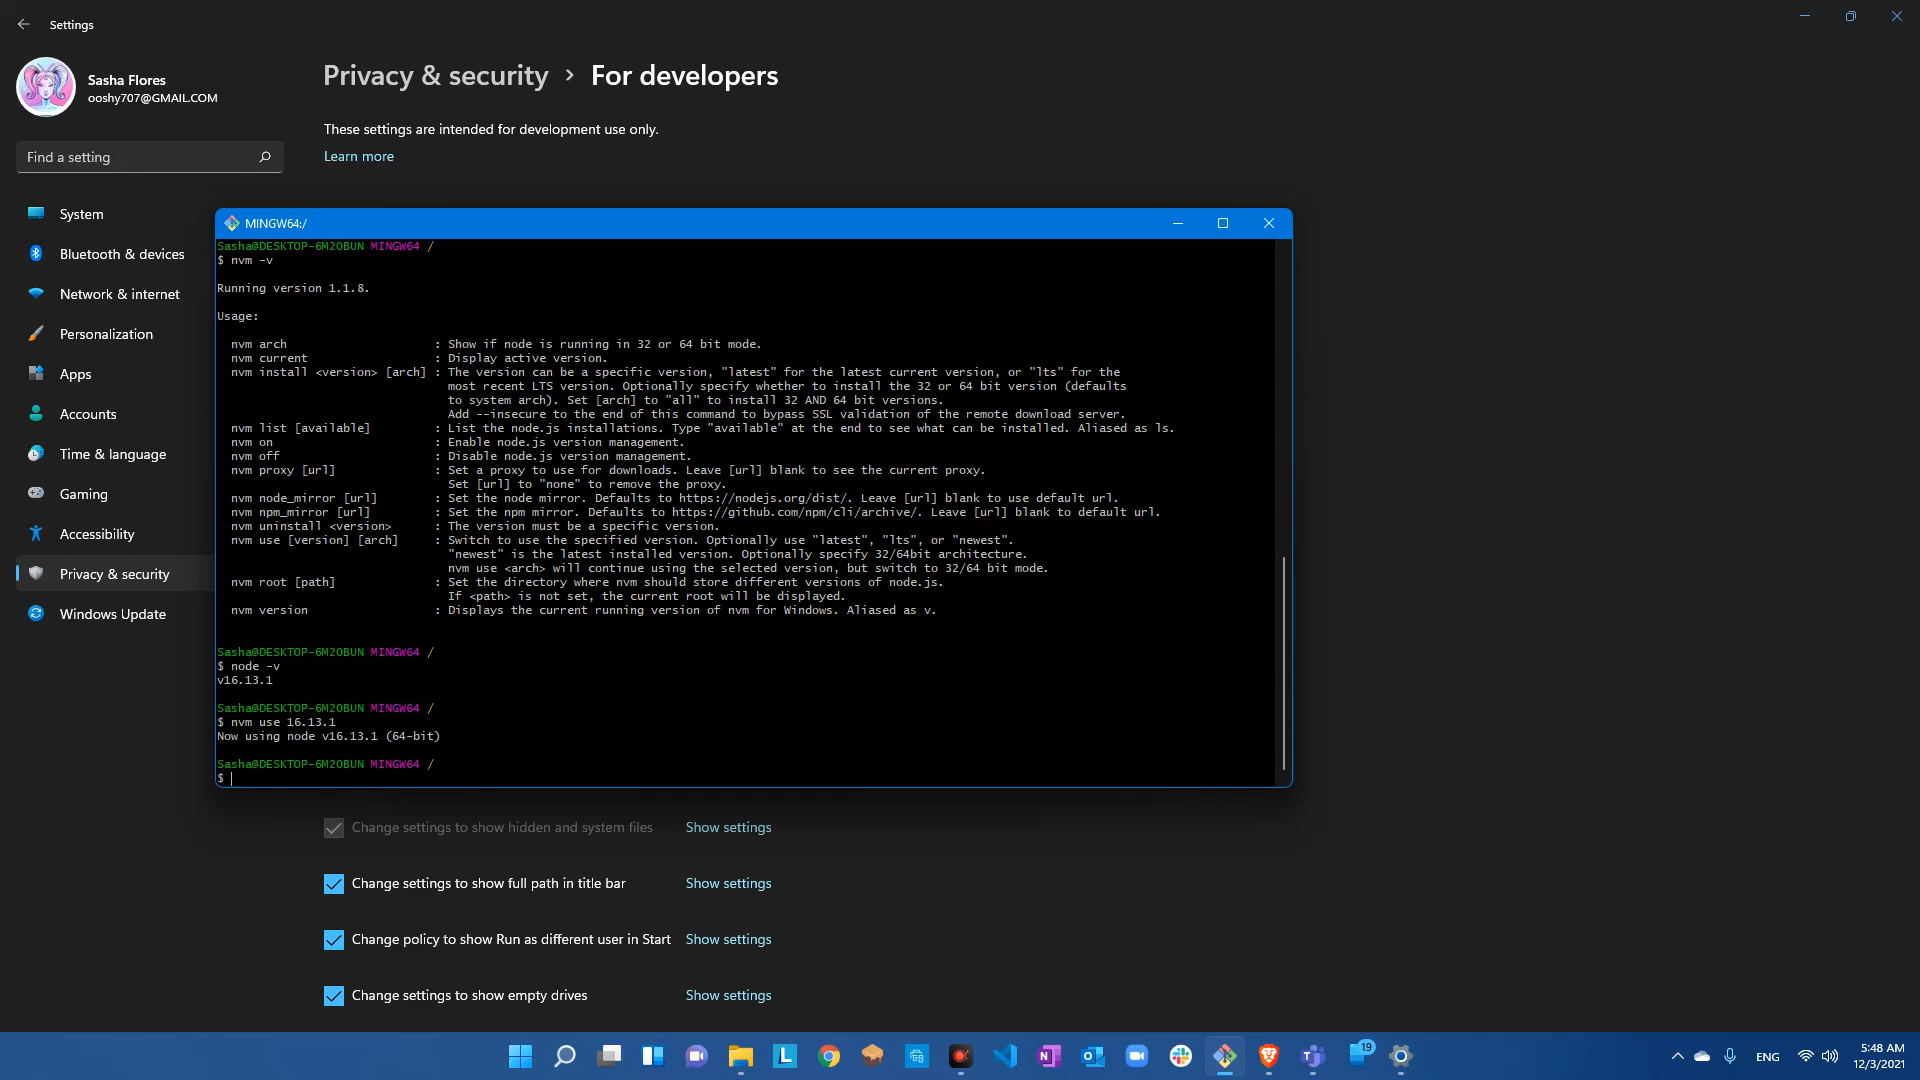 Settings
Sasha Flores
ooshy707@GMAIL.COM
Find a setting
System
Bluetooth & devices
Network & internet
Personalization
Apps
Accounts
Time & language
Gaming
Accessibility
Privacy & security
Windows Update
Privacy & security > For developers
These settings are intended for development use only.
Learn more
MINGW64:/
Sasha@DESKTOP-6M2OBUN MINGW64 /
$ nvm -v
Running version 1.1.8.
Usage:
nvm arch : Show if node is running in 32 or 64 bit mode.
nvm current : Display active version.
nvm install <version> [arch] : The version can be a specific version, "latest" for the latest current version, or "lts" for the
most recent LTS version. Optionally specify whether to install the 32 or 64 bit version (defaults
to system arch). Set [arch] to "all" to install 32 AND 64 bit versions.
Add --insecure to the end of this command to bypass SSL validation of the remote download server.
nvm list [available] : List the node.js installations. Type "available" at the end to see what can be installed. Aliased as ls.
nvm on : Enable node.js version management.
nvm off : Disable node.js version management.
nvm proxy [url] : Set a proxy to use for downloads. Leave [url] blank to see the current proxy.
Set [url] to "none" to remove the proxy.
nvm node_mirror [url] : Set the node mirror. Defaults to https://nodejs.org/dist/. Leave [url] blank to use default url.
nvm npm_mirror [url] : Set the npm mirror. Defaults to https://github.com/npm/cli/archive/. Leave [url] blank to default url.
nvm uninstall <version> : The version must be a specific version.
nvm use [version] [arch] : Switch to use the specified version. Optionally use "latest", "lts", or "newest".
"newest" is the latest installed version. Optionally specify 32/64bit architecture.
nvm use <arch> will continue using the selected version, but switch to 32/64 bit mode.
nvm root [path] : Set the directory where nvm should store different versions of node.js.
If <path> is not set, the current root will be displayed.
nvm version : Displays the current running version of nvm for Windows. Aliased as v.
Sasha@DESKTOP-6M2OBUN MINGW64 /
$ node -v
v16.13.1
Sasha@DESKTOP-6M2OBUN MINGW64 /
$ nvm use 16.13.1
Now using node v16.13.1 (64-bit)
Sasha@DESKTOP-6M2OBUN MINGW64 /
$
Change settings to show hidden and system files Show settings
Change settings to show full path in title bar Show settings
Change policy to show Run as different user in Start Show settings
Change settings to show empty drives Show settings
L
N
O
T
19
ENG
5:48 AM
12/3/2021